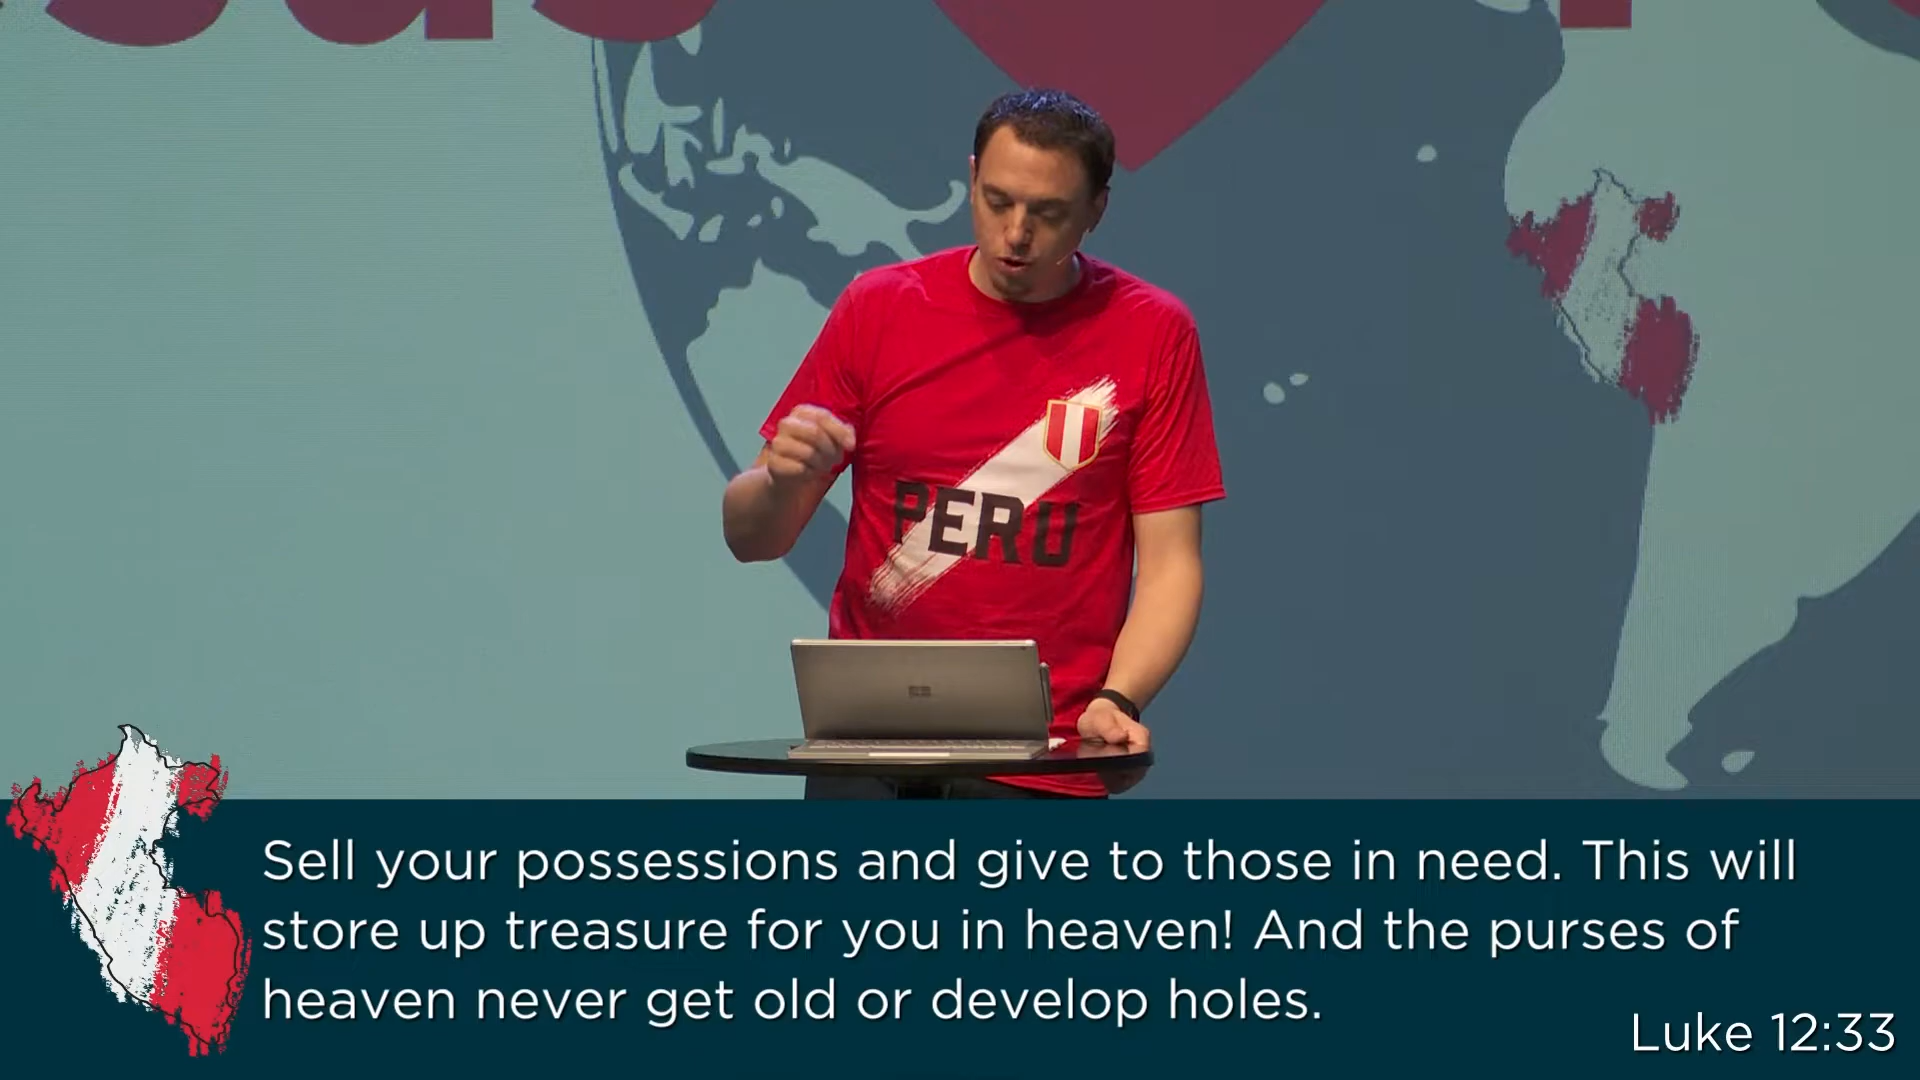 PERU
Sell your possessions and give to those in need. This will
store up treasure for you in heaven! And the purses of
heaven never get old or develop holes.
Luke 12:33